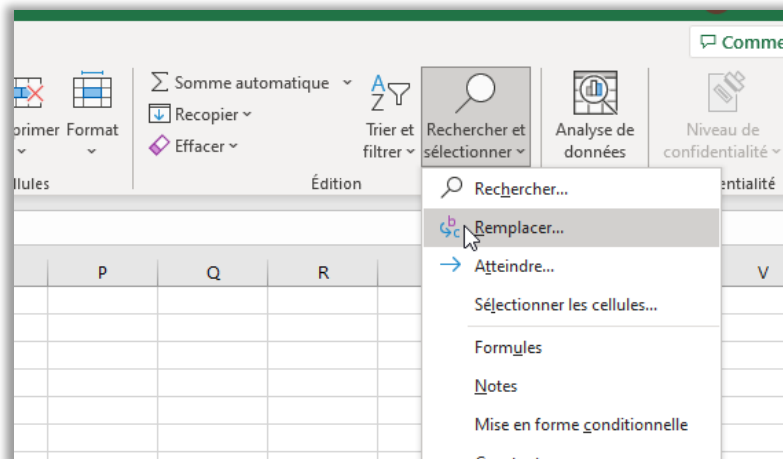 Comme
Somme automatique
Recopier
Effacer
Trier et
filtrer
Rechercher et
sélectionner
Analyse de
données
Niveau de
confidentialité
primer Format
llules
Édition
entialité
Rechercher...
Remplacer...
Atteindre...
Sélectionner les cellules...
Formules
Notes
Mise en forme conditionnelle
P Q R V